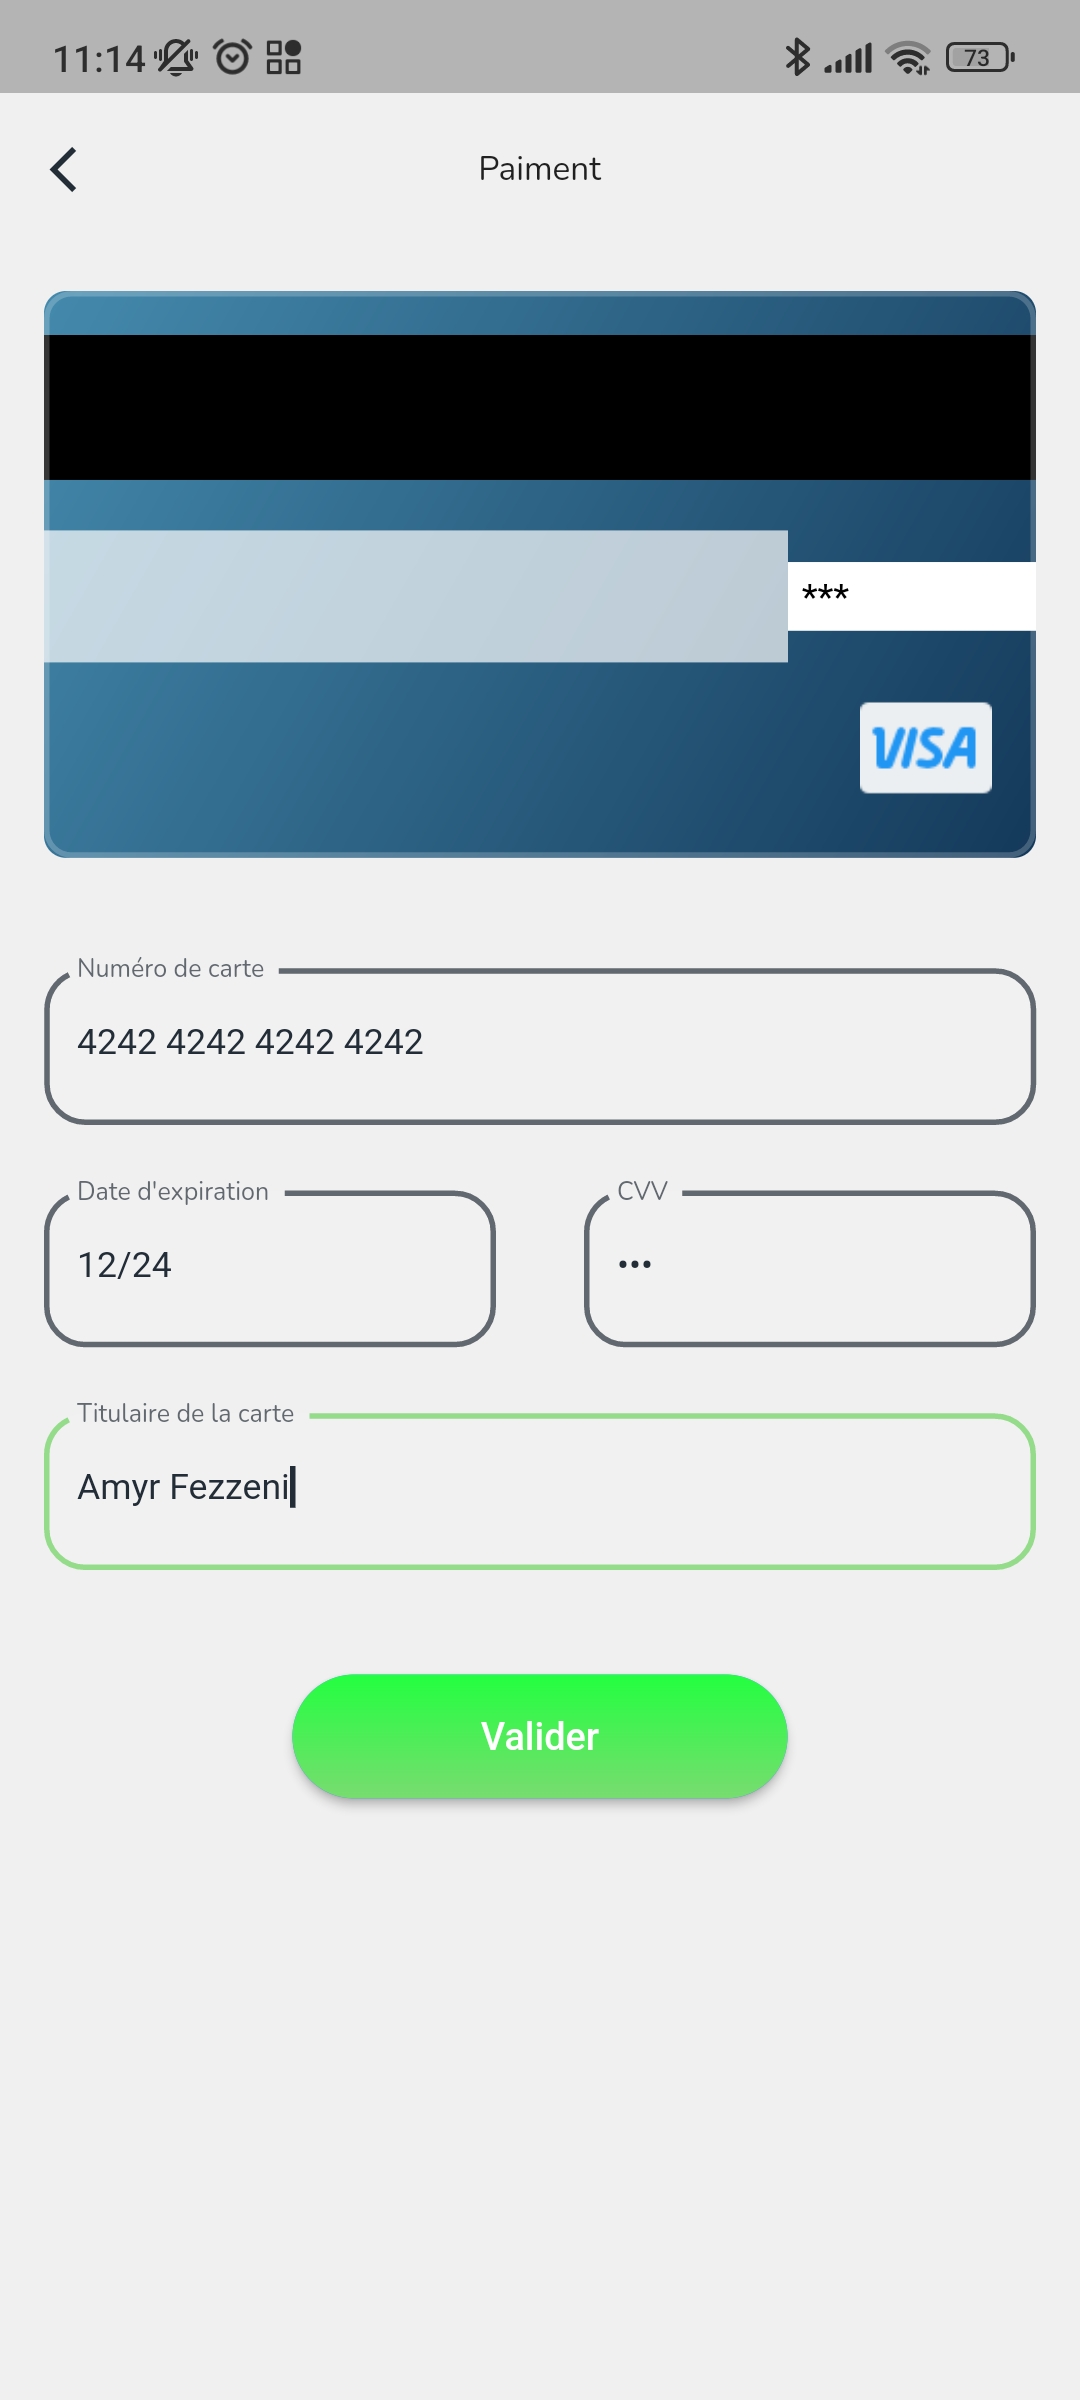 11:14
73
Paiment
***
VISA
Numéro de carte
4242 4242 4242 4242
Date d'expiration
CVV
12/24
•••
Titulaire de la carte
Amyr Fezzeni
Valider